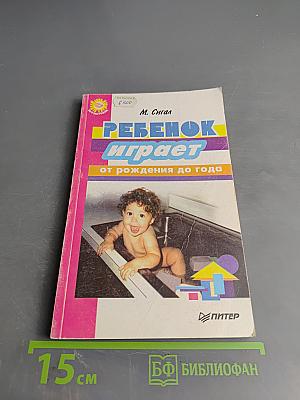 М. Сигал
РЕБЕНОК
играет
от рождения до года
ПИТЕР
15 см
БФ БИБЛИОФАН